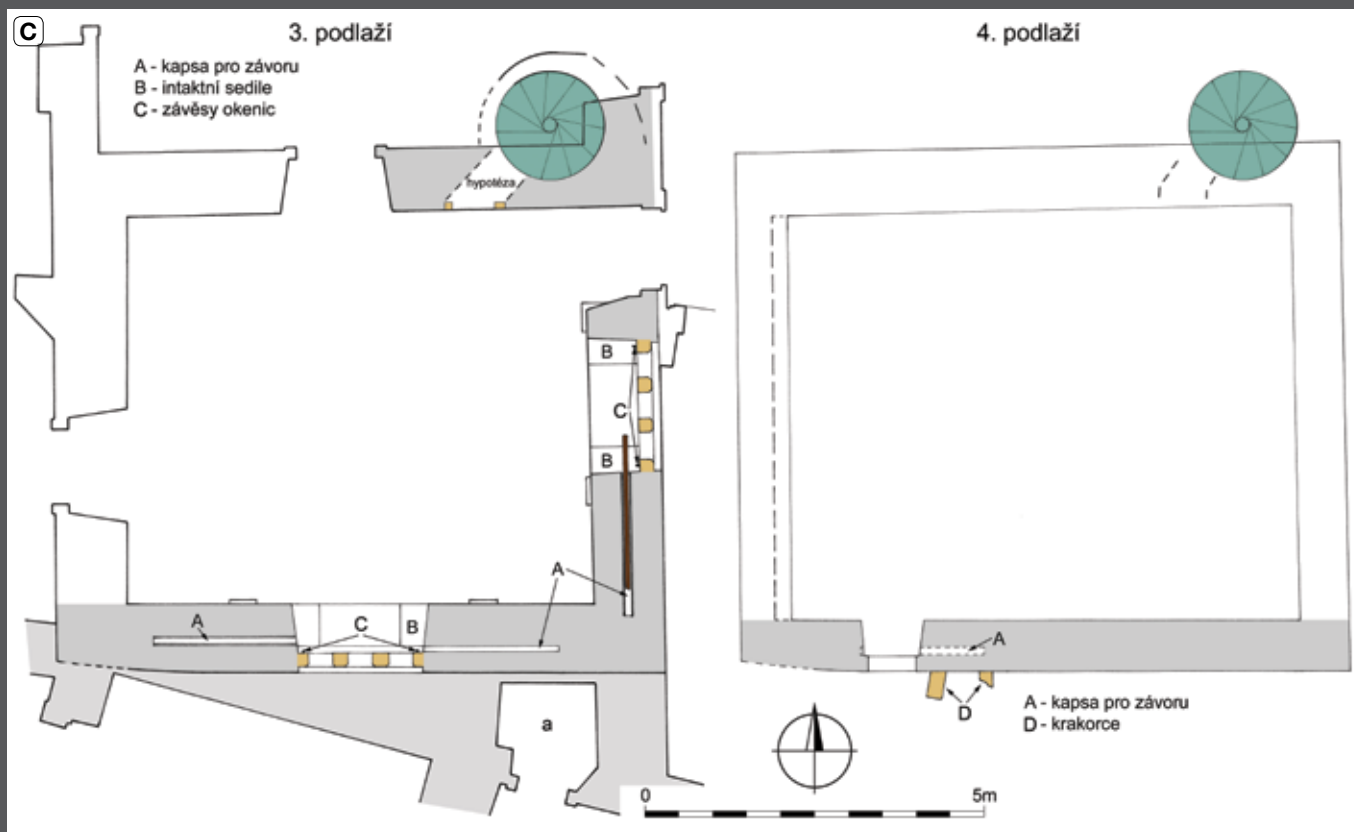 C
3. podlaží
A - kapsa pro závoru
B - intaktní sedile
C - závěsy okenic
hypotéza
B
C
B
A
A
C
B
a
4. podlaží
A
D
A - kapsa pro závoru
D - krakorce
0
5m